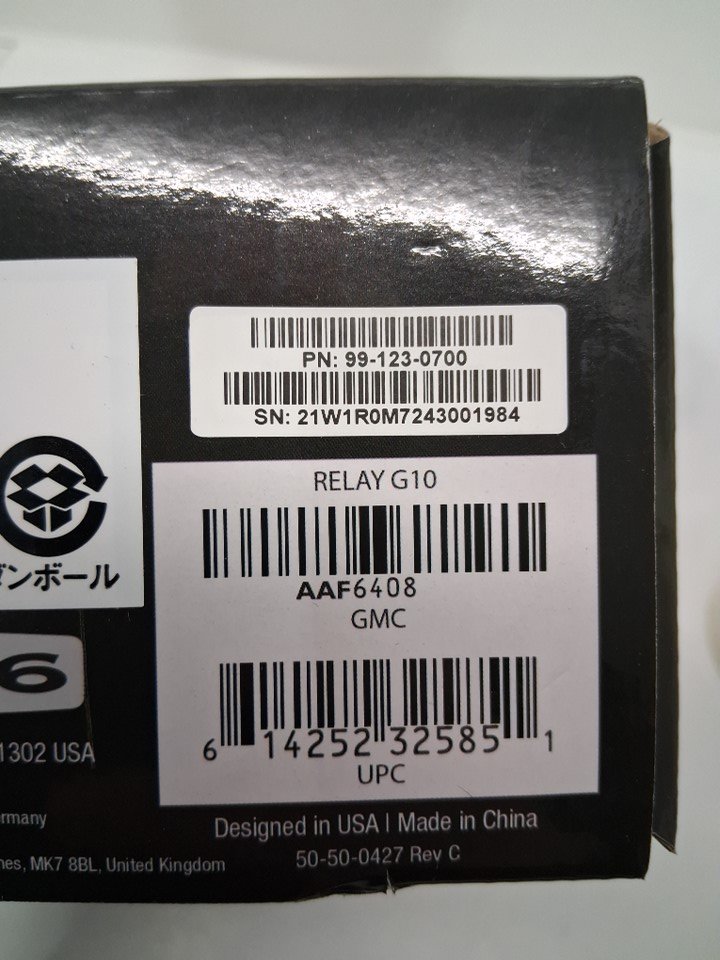 PN: 99-123-0700
SN: 21W1R0M7243001984
RELAY G10
AAF6408
GMC
6 14252 32585 1
UPC
ンボール
6
1302 USA
Designed in USA | Made in China
rmany
50-50-0427 Rev C
nes, MK7 8BL, United Kingdom